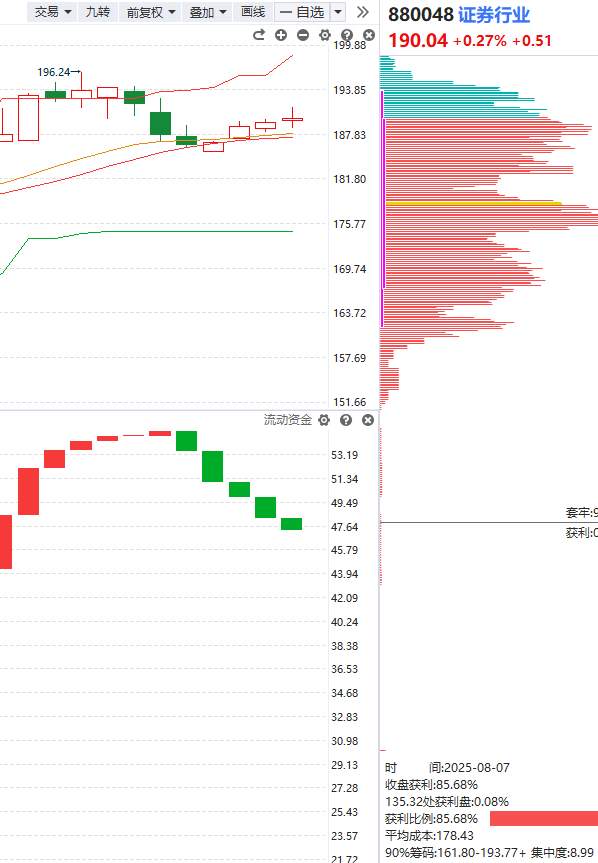 交易 九转 前复权 叠加 画线 一 自选
880048 证券行业
190.04 +0.27% +0.51
199.88
196.24→
193.85
187.83
181.80
175.77
169.74
163.72
157.69
151.66
流动资金
53.19
51.34
49.49
47.64
45.79
43.94
42.09
40.24
38.38
36.53
34.68
32.83
30.98
29.13
27.28
25.43
23.57
21.72
套牢:9
获利:0
时 间:2025-08-07
收盘获利:85.68%
135.32处获利盘:0.08%
获利比例:85.68%
平均成本:178.43
90%筹码:161.80-193.77+ 集中度:8.99